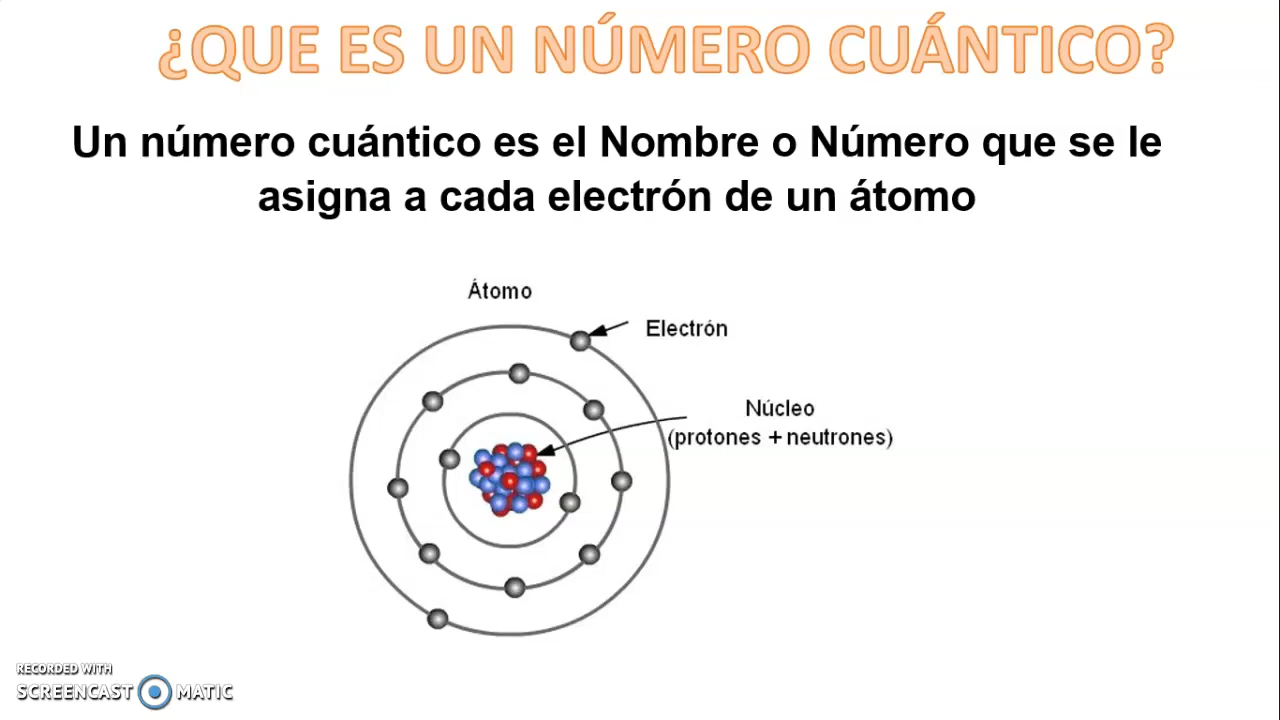 ¿QUE ES UN NÚMERO CUÁNTICO?
Un número cuántico es el Nombre o Número que se le
asigna a cada electrón de un átomo
Átomo
Electrón
Núcleo
(protones + neutrones)
RECORDED WITH
SCREENCAST MATIC